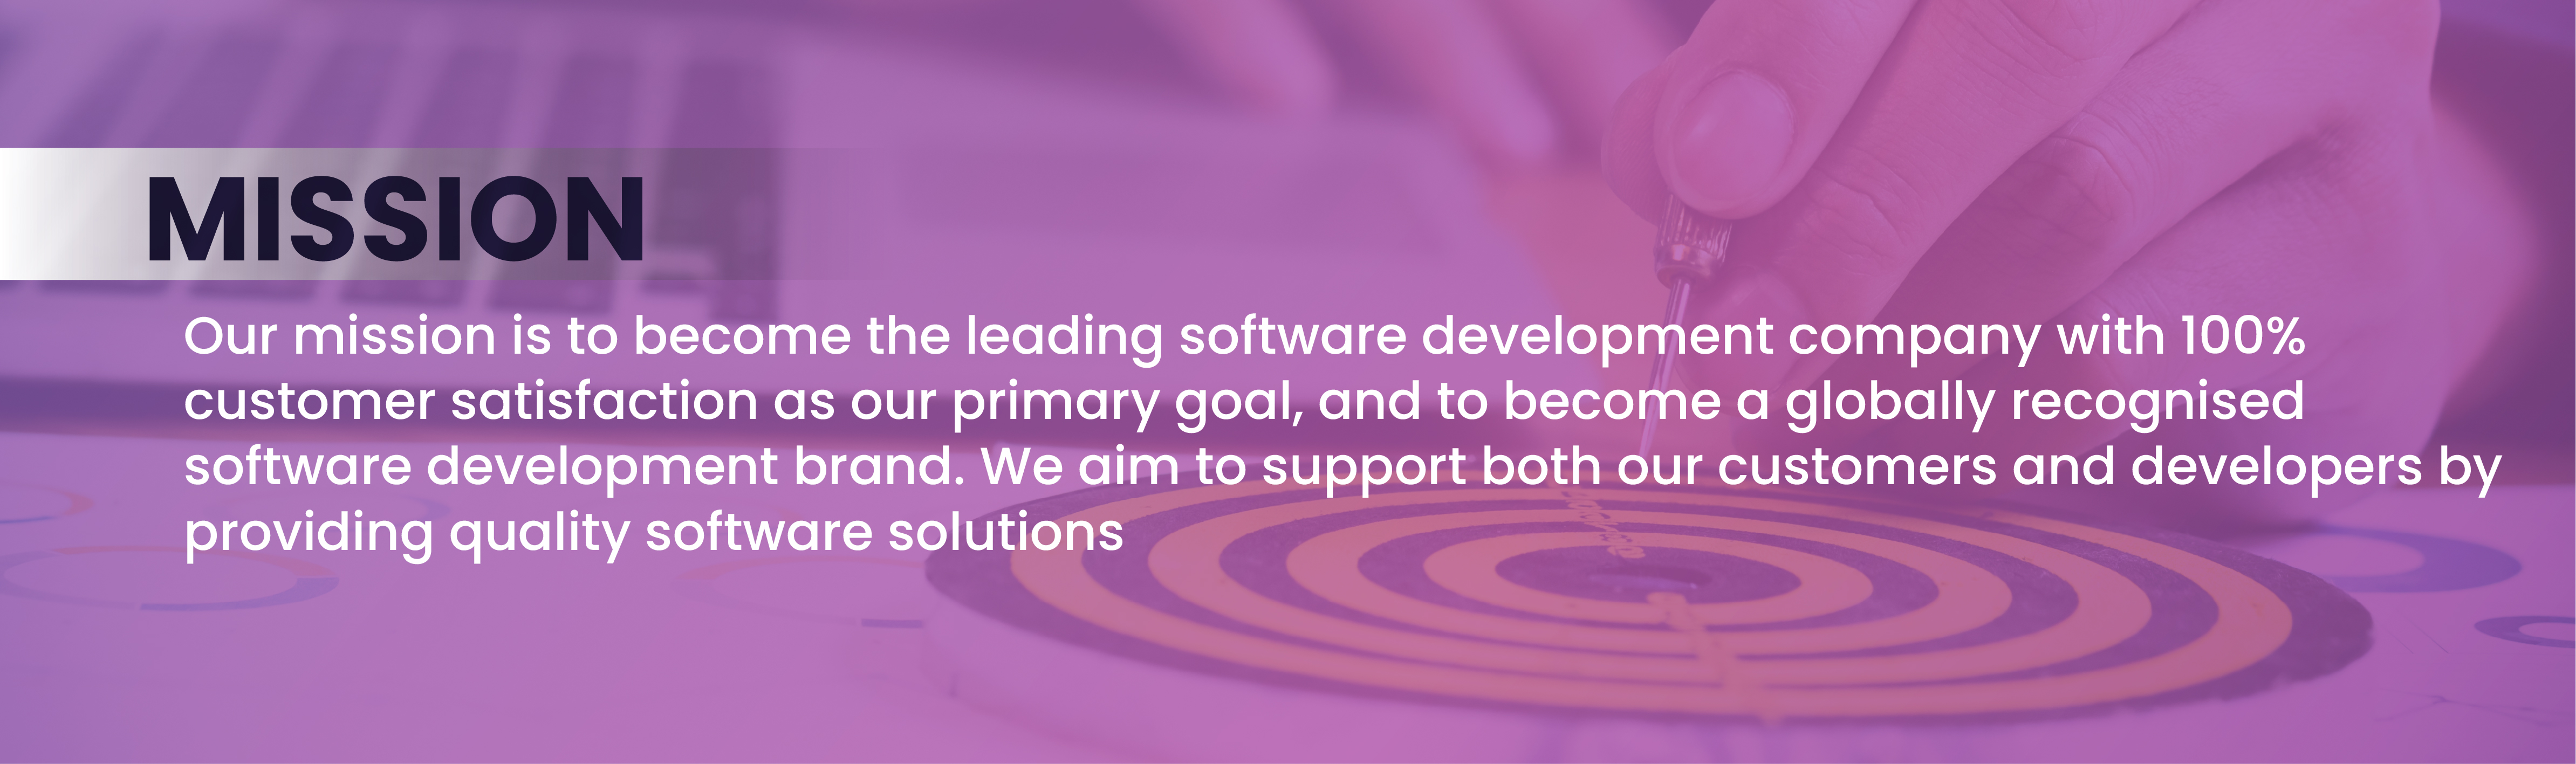 MISSION
Our mission is to become the leading software development company with 100%
customer satisfaction as our primary goal, and to become a globally recognised
software development brand. We aim to support both our customers and developers by
providing quality software solutions